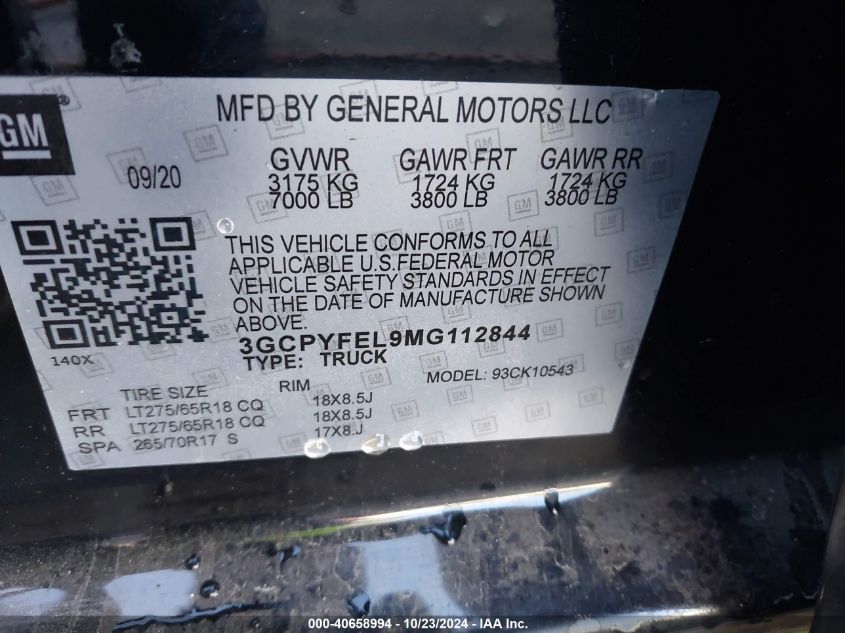 GM®
MFD BY GENERAL MOTORS LLC
09/20
GVWR GAWR FRT GAWR RR
3175 KG 1724 KG 1724 KG
7000 LB 3800 LB 3800 LB
THIS VEHICLE CONFORMS TO ALL
APPLICABLE U.S.FEDERAL MOTOR
VEHICLE SAFETY STANDARDS IN EFFECT
ON THE DATE OF MANUFACTURE SHOWN
ABOVE.
140X
3GCPYFEL9MG112844
TYPE: TRUCK
MODEL: 93CK10543
TIRE SIZE RIM
FRT LT275/65R18 CQ 18X8.5J
RR LT275/65R18 CQ 18X8.5J
SPA 265/70R17 S 17X8.J
000-40658994 / 10/23/2024 - IAA Inc.